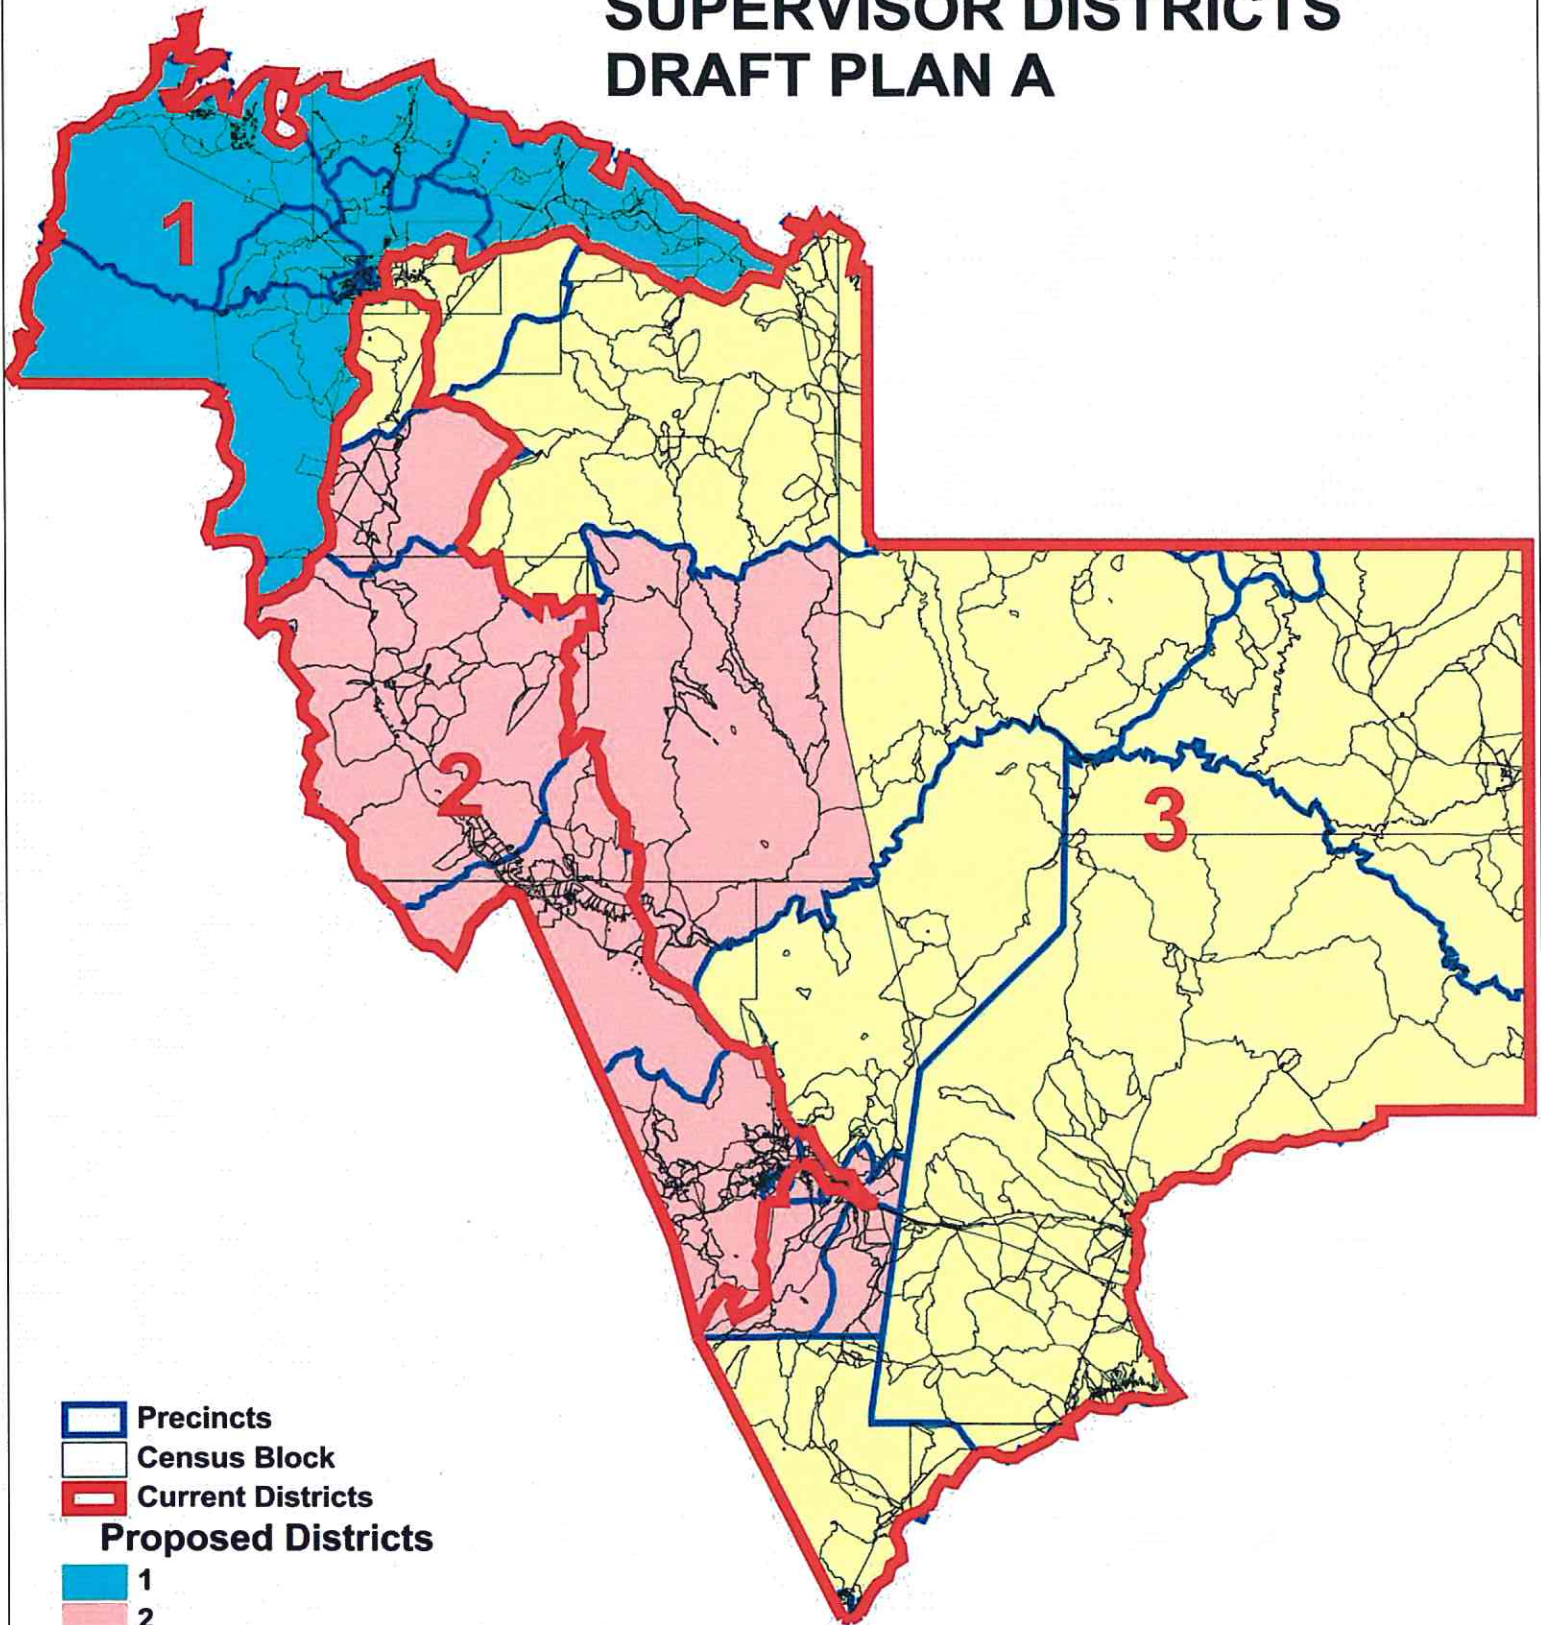 SUPERVISOR DISTRICTS
DRAFT PLAN A
1
2
3
Precincts
Census Block
Current Districts
Proposed Districts
1
2